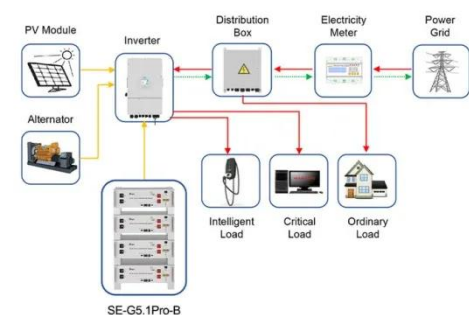 PV Module
Inverter
Distribution
Box
Electricity
Meter
Power
Grid
Alternator
Intelligent
Load
Critical
Load
Ordinary
Load
SE-G5.1Pro-B